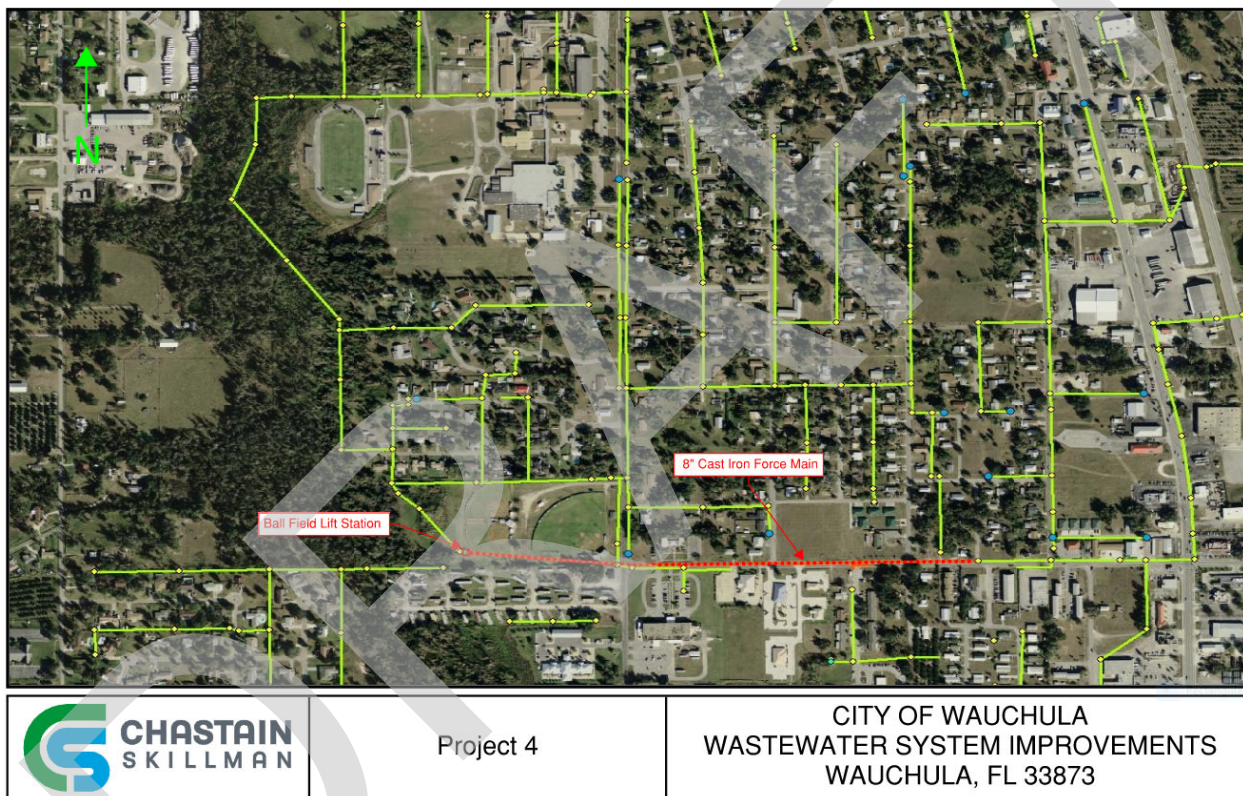 N
8" Cast Iron Force Main
Ball Field Lift Station
DRAFT
CHASTAIN
SKILLMAN
Project 4
CITY OF WAUCHULA
WASTEWATER SYSTEM IMPROVEMENTS
WAUCHULA, FL 33873